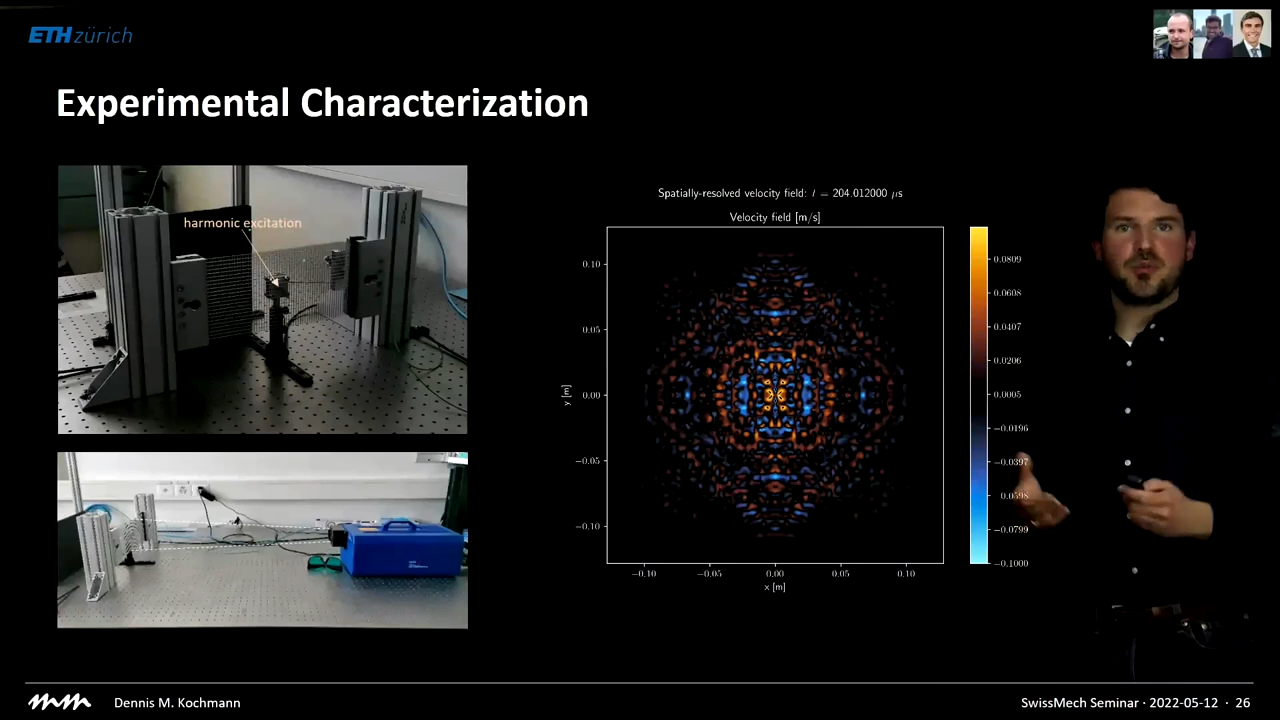 ETH zürich
Experimental Characterization
harmonic excitation
Spatially-resolved velocity field: t = 204.012000 μs
Velocity field [m/s]
0.10
0.05
0.00
−0.05
−0.10
y [m]
−0.10
−0.05
0.00
0.05
0.10
x [m]
0.0809
0.0608
0.0407
0.0206
0.0005
−0.0196
−0.0397
−0.0598
−0.0799
−0.1000
Dennis M. Kochmann
SwissMech Seminar · 2022-05-12 · 26